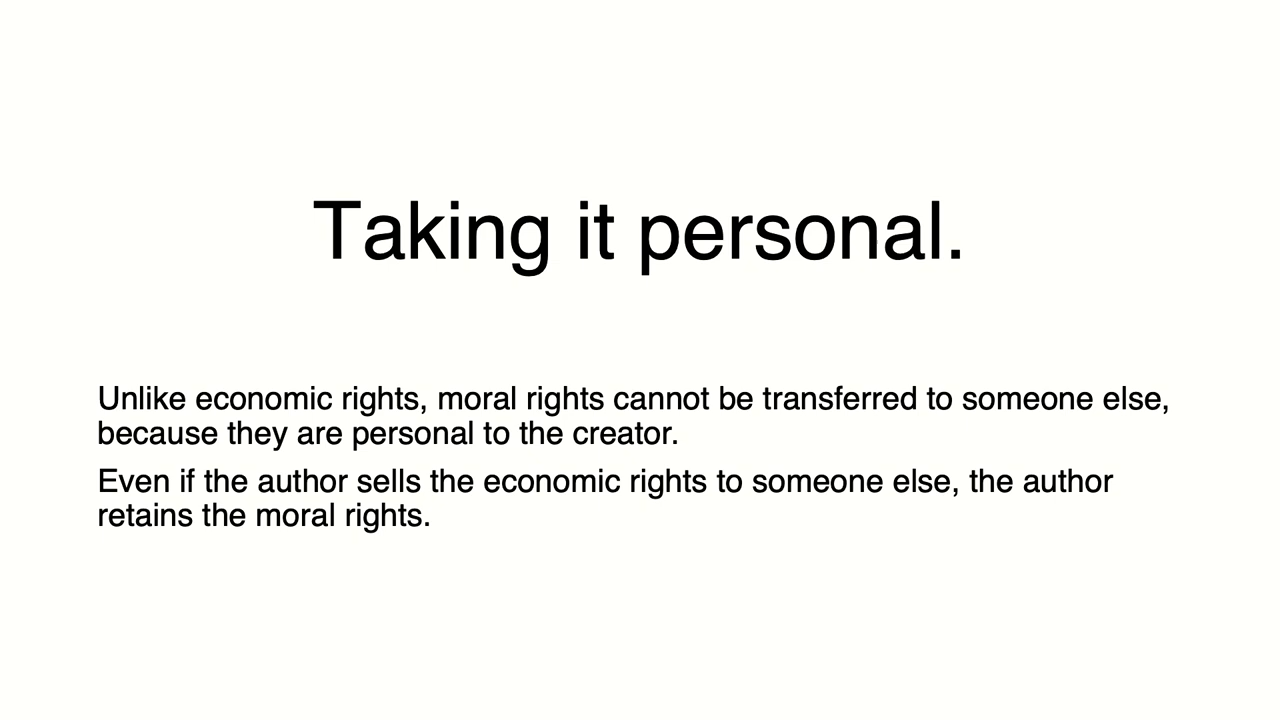 Taking it personal.
Unlike economic rights, moral rights cannot be transferred to someone else,
because they are personal to the creator.
Even if the author sells the economic rights to someone else, the author
retains the moral rights.